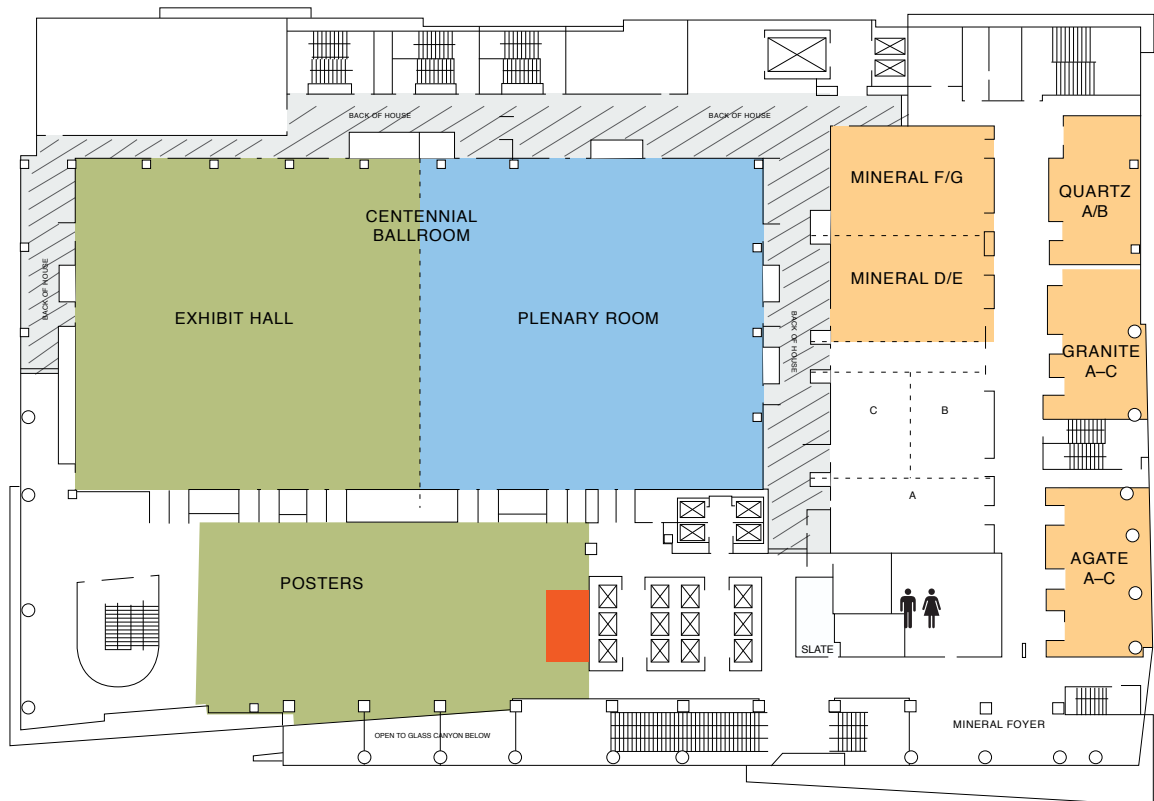 BACK OF HOUSE
BACK OF HOUSE
MINERAL F/G
QUARTZ
A/B
CENTENNIAL
BALLROOM
MINERAL D/E
BACK OF HOUSE
EXHIBIT HALL
PLENARY ROOM
BACK OF HOUSE
GRANITE
A–C
C
B
A
AGATE
A–C
POSTERS
SLATE
MINERAL FOYER
OPEN TO GLASS CANYON BELOW